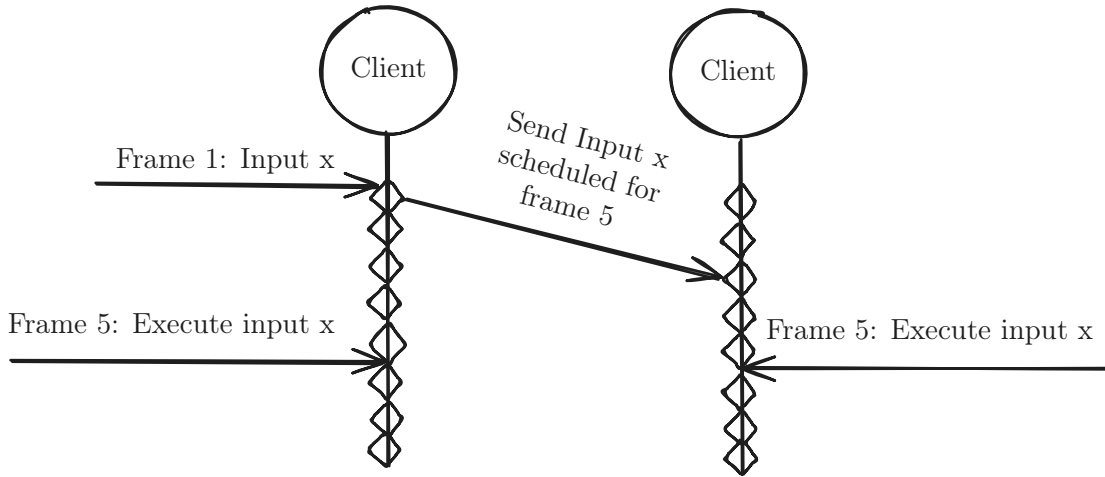 Client
Client
Frame 1: Input x
Send Input x
scheduled for
frame 5
Frame 5: Execute input x
Frame 5: Execute input x